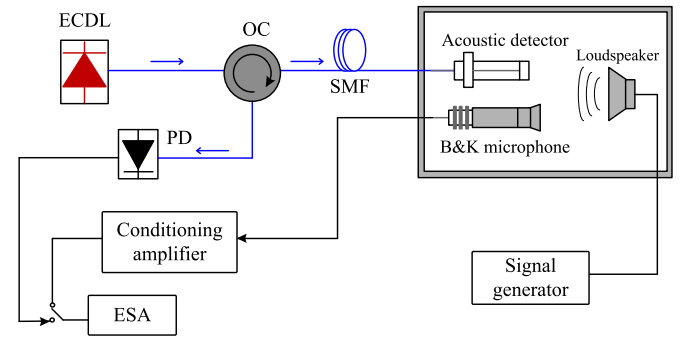 ECDL
OC
SMF
Acoustic detector
Loudspeaker
B&K microphone
PD
Conditioning
amplifier
Signal
generator
ESA